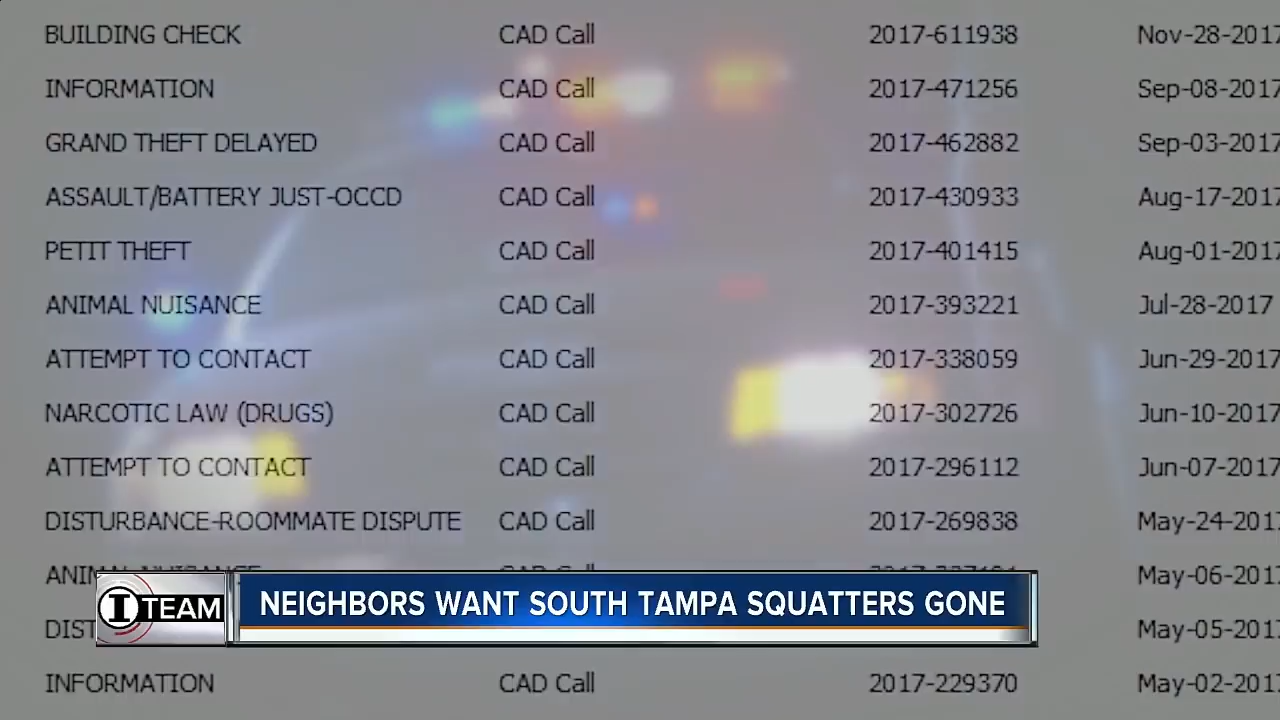 BUILDING CHECK CAD Call 2017-611938 Nov-28-2017
INFORMATION CAD Call 2017-471256 Sep-08-2017
GRAND THEFT DELAYED CAD Call 2017-462882 Sep-03-2017
ASSAULT/BATTERY JUST-OCCD CAD Call 2017-430933 Aug-17-2017
PETIT THEFT CAD Call 2017-401415 Aug-01-2017
ANIMAL NUISANCE CAD Call 2017-393221 Jul-28-2017
ATTEMPT TO CONTACT CAD Call 2017-338059 Jun-29-2017
NARCOTIC LAW (DRUGS) CAD Call 2017-302726 Jun-10-2017
ATTEMPT TO CONTACT CAD Call 2017-296112 Jun-07-2017
DISTURBANCE-ROOMMATE DISPUTE CAD Call 2017-269838 May-24-2017
ANIMAL NUISANCE CAD Call May-06-2017
I TEAM NEIGHBORS WANT SOUTH TAMPA SQUATTERS GONE
DIST May-05-2017
INFORMATION CAD Call 2017-229370 May-02-2017